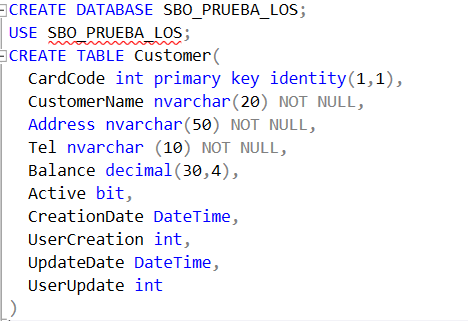 CREATE DATABASE SBO_PRUEBA_LOS;
USE SBO_PRUEBA_LOS;
CREATE TABLE Customer(
CardCode int primary key identity(1,1),
CustomerName nvarchar(20) NOT NULL,
Address nvarchar(50) NOT NULL,
Tel nvarchar (10) NOT NULL,
Balance decimal(30,4),
Active bit,
CreationDate DateTime,
UserCreation int,
UpdateDate DateTime,
UserUpdate int
)